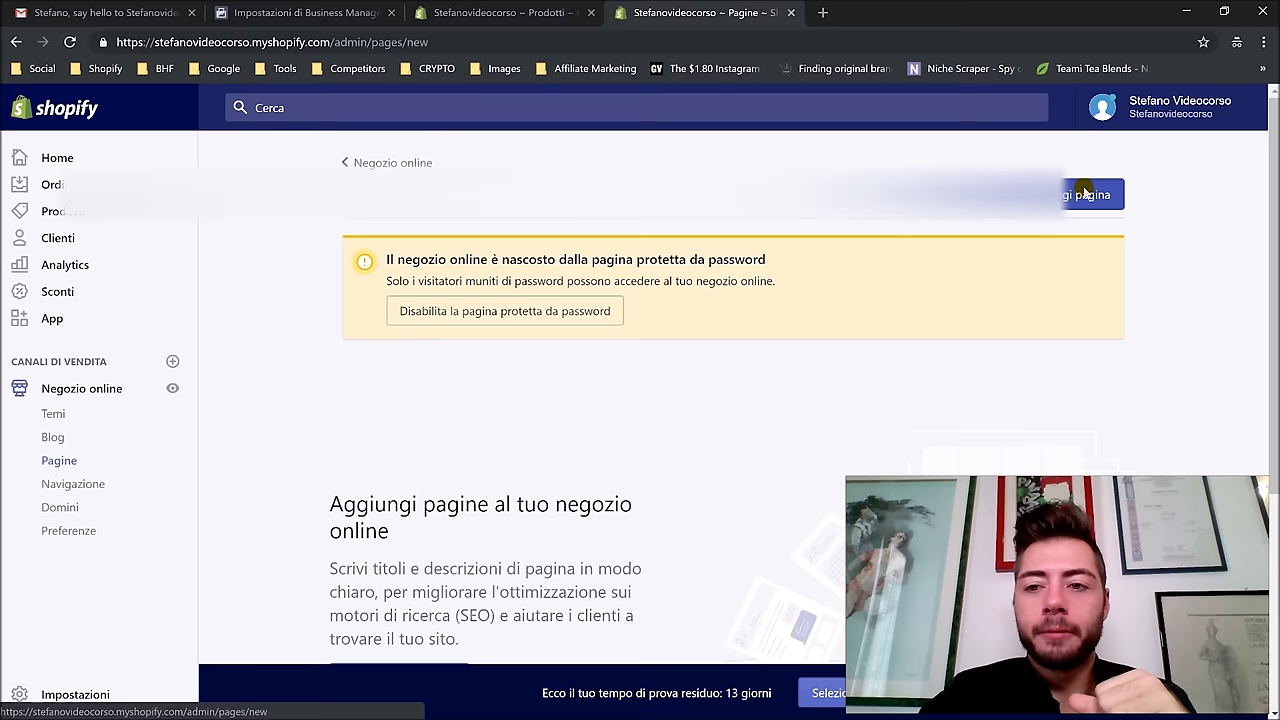 Stefano, say hello to Stefanovide
Impostazioni di Business Manag
Stefanovideocorso ~ Prodotti ~
Stefanovideocorso ~ Pagine ~ Sh
https://stefanovideocorso.myshopify.com/admin/pages/new
Social
Shopify
BHF
Google
Tools
Competitors
CRYPTO
Images
Affiliate Marketing
GV
The $1.80 Instagram
Finding original bran
N
Niche Scraper - Spy
Teami Tea Blends - N
»
shopify
Cerca
Stefano Videocorso
Stefanovideocorso
Home
Ordi
Prod
Clienti
Analytics
Sconti
App
CANALI DI VENDITA
Negozio online
Temi
Blog
Pagine
Navigazione
Domini
Preferenze
Impostazioni
Negozio online
gi pagina
Il negozio online è nascosto dalla pagina protetta da password
Solo i visitatori muniti di password possono accedere al tuo negozio online.
Disabilita la pagina protetta da password
Aggiungi pagine al tuo negozio
online
Scrivi titoli e descrizioni di pagina in modo
chiaro, per migliorare l'ottimizzazione sui
motori di ricerca (SEO) e aiutare i clienti a
trovare il tuo sito.
Ecco il tuo tempo di prova residuo: 13 giorni
Selezio
https://stefanovideocorso.myshopify.com/admin/pages/new